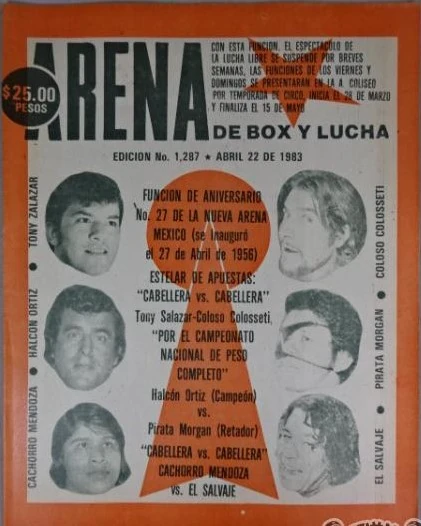 CON ESTA FUNCION, EL ESPECTACULO DE
LA LUCHA LIBRE SE SUSPENDE POR BREVES
SEMANAS, LAS FUNCIONES DE LOS VIERNES Y
DOMINGOS SE PRESENTARAN EN LA A. COLISEO
POR TEMPORADA DE CIRCO, INICIA EL 28 DE MARZO
Y FINALIZA EL 15 DE MAYO
$25.00
PESOS
ARENA
DE BOX Y LUCHA
EDICION No. 1,287 ★ ABRIL 22 DE 1983
FUNCION DE ANIVERSARIO
No. 27 DE LA NUEVA ARENA
MEXICO (se inauguró
el 27 de Abril de 1956)
ESTELAR DE APUESTAS:
"CABELLERA vs. CABELLERA"
Tony Salazar-Coloso Colosseti,
"POR EL CAMPEONATO
NACIONAL DE PESO
COMPLETO"
Halcón Ortiz (Campeón)
vs.
Pirata Morgan (Retador)
"CABELLERA vs. CABELLERA"
CACHORRO MENDOZA
vs. EL SALVAJE
CACHORRO MENDOZA ● HALCON ORTIZ ● TONY ZALAZAR
EL SALVAJE ● PIRATA MORGAN ● COLOSO COLOSSETI